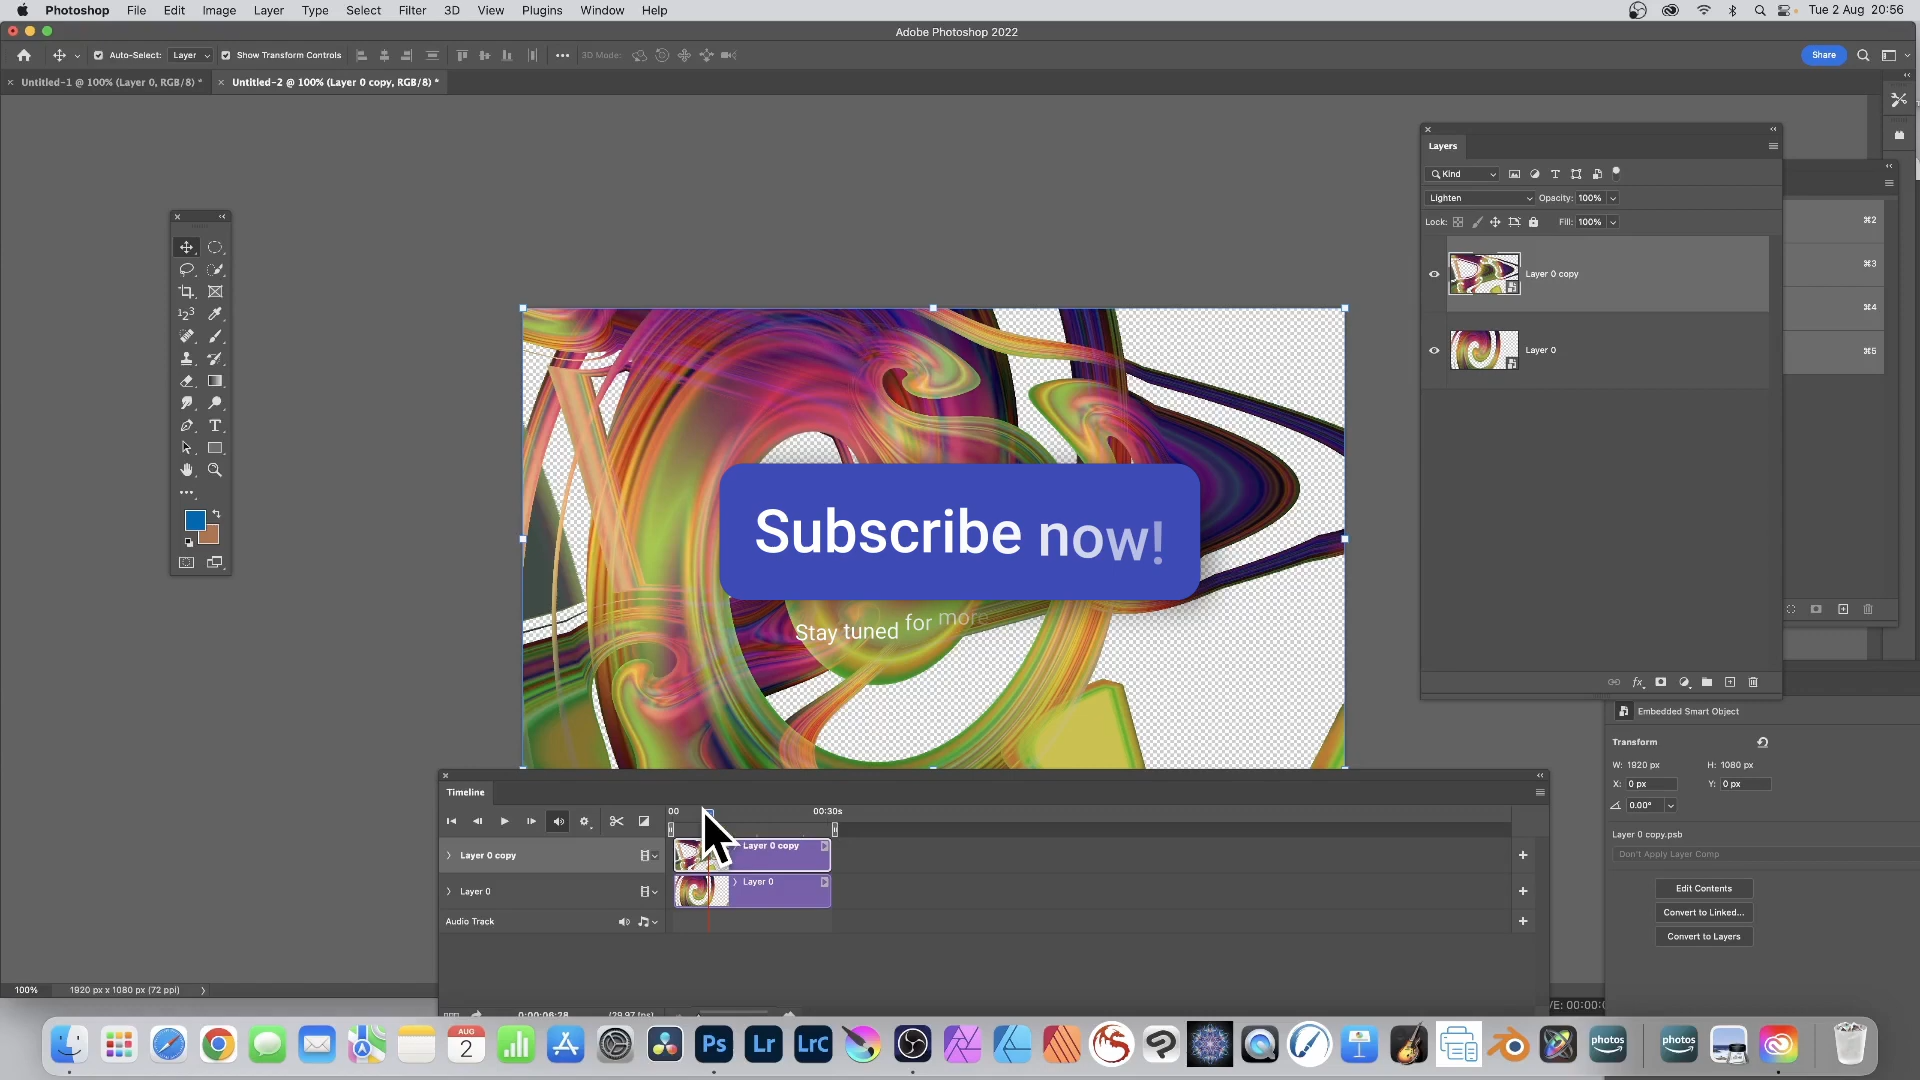 Photoshop File Edit Image Layer Type Select Filter 3D View Plugins Window Help Tue 2 Aug 20:56
Adobe Photoshop 2022
Auto-Select: Layer Show Transform Controls 3D Mode: Share
Untitled-1 @ 100% (Layer 0, RGB/8) * Untitled-2 @ 100% (Layer 0 copy, RGB/8) *
Layers
Kind
Lighten Opacity: 100%
Lock: Fill: 100%
Layer 0 copy
Layer 0
⌘2
⌘3
⌘4
⌘5
Subscribe now!
Stay tuned for more
Embedded Smart Object
Transform
W: 1920 px H: 1080 px
X: 0 px Y: 0 px
0.00°
Layer 0 copy.psb
Don't Apply Layer Comp
Edit Contents
Convert to Linked...
Convert to Layers
Timeline
00 00:30s
Layer 0 copy Layer 0 copy
Layer 0 Layer 0
Audio Track
100% 1920 px x 1080 px (72 ppi)
0:00:06:28 (29.97 fps)
AUG
2
Ps Lr LrC
photos photos